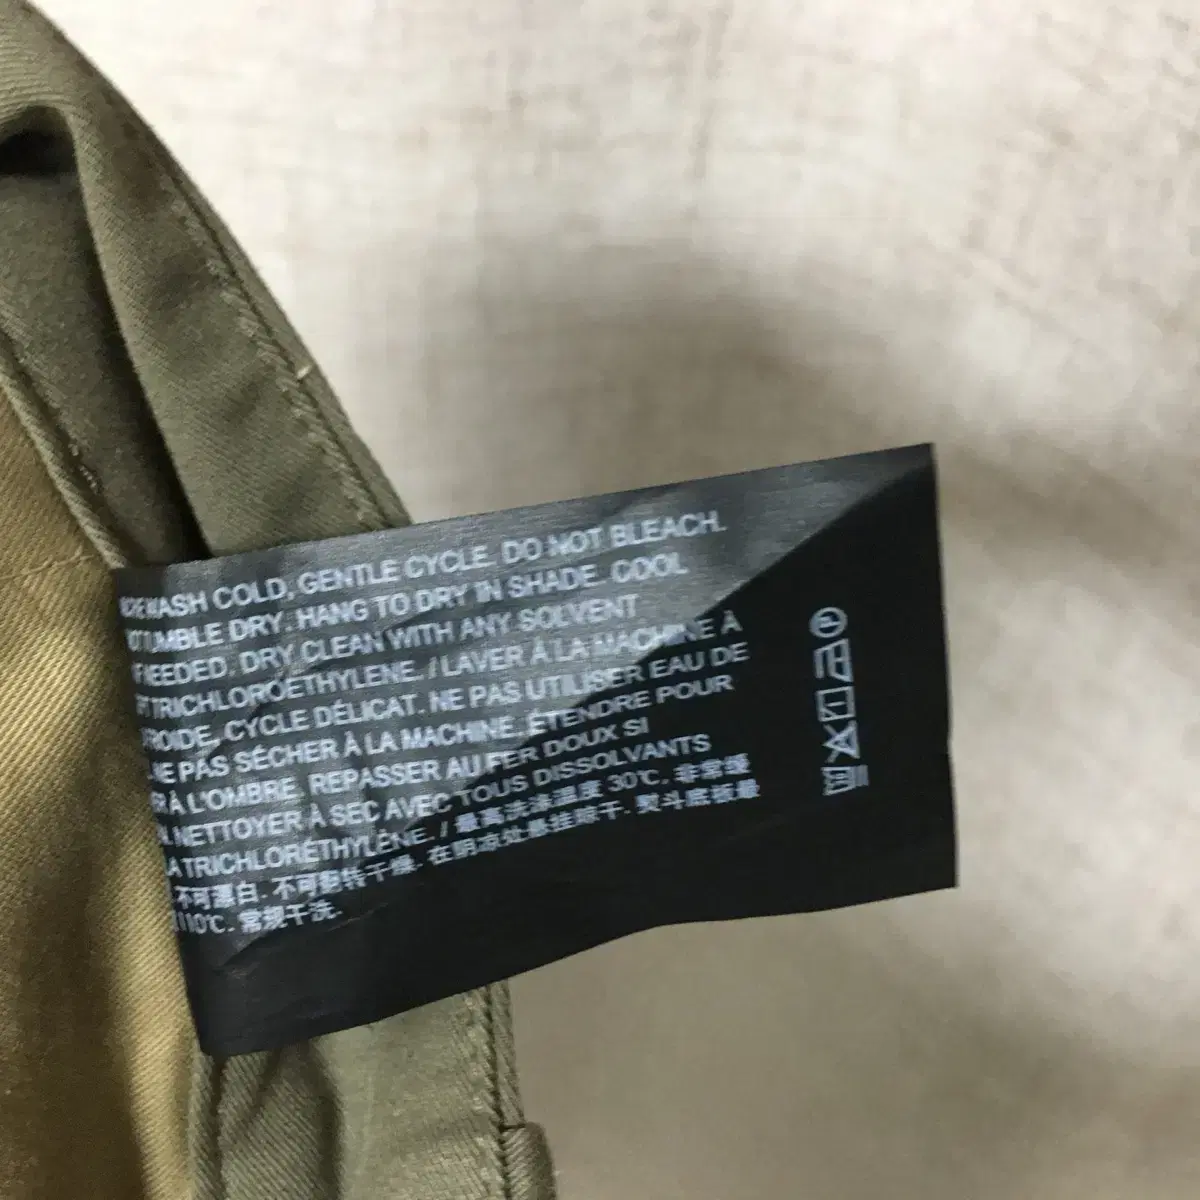 WASH COLD, GENTLE CYCLE. DO NOT BLEACH.
TUMBLE DRY. HANG TO DRY IN SHADE. COOL
NEEDED, DRY CLEAN WITH ANY SOLVENT
TRICHLOROETHYLENE. / LAVER À LA MACHINE À
ROIDE, CYCLE DÉLICAT. NE PAS UTILISER EAU DE
NE PAS SÉCHER À LA MACHINE. ÉTENDRE POUR
À L'OMBRE. REPASSER AU FER DOUX SI
NETTOYER À SEC AVEC TOUS DISSOLVANTS
LA TRICHLORÉTHYLÈNE. / 最高洗涤温度 30℃. 非常缓
不可漂白. 不可翻转干燥. 在阴凉处悬挂晾干. 熨斗底板最
110℃. 常规干洗.